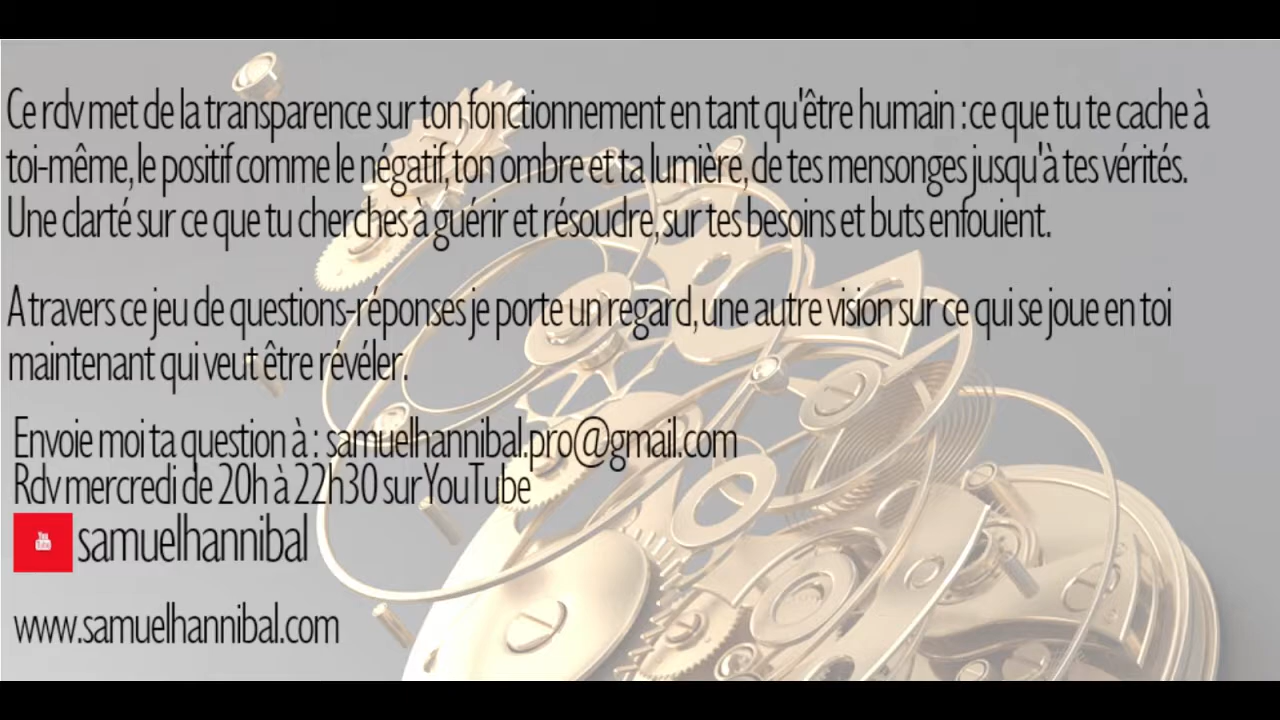 Ce rdv met de la transparence sur ton fonctionnement en tant qu'être humain : ce que tu te cache à
toi-même, le positif comme le négatif, ton ombre et ta lumière, de tes mensonges jusqu'à tes vérités.
Une clarté sur ce que tu cherches à guérir et résoudre, sur tes besoins et buts enfouient.
A travers ce jeu de questions-réponses je porte un regard, une autre vision sur ce qui se joue en toi
maintenant qui veut être révéler.
Envoie moi ta question à : samuelhannibal.pro@gmail.com
Rdv mercredi de 20h à 22h30 sur YouTube
You Tube samuelhannibal
www.samuelhannibal.com